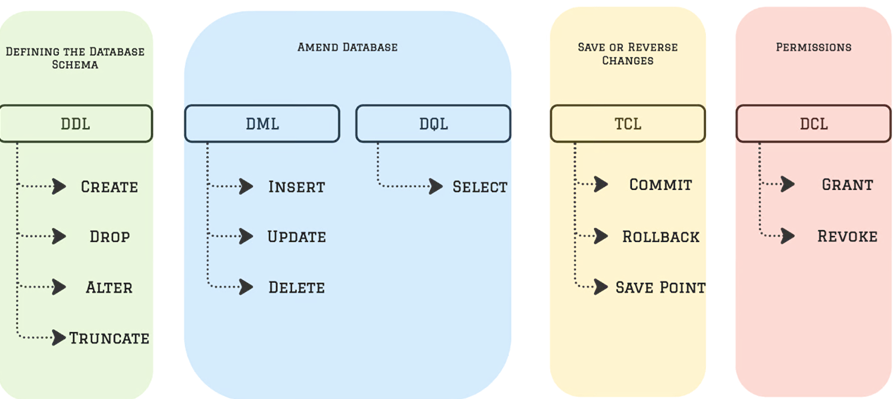 Defining the Database
Schema
DDL
Create
Drop
Alter
Truncate
Amend Database
DML
Insert
Update
Delete
DQL
Select
Save or Reverse
Changes
TCL
Commit
Rollback
Save Point
Permissions
DCL
Grant
Revoke